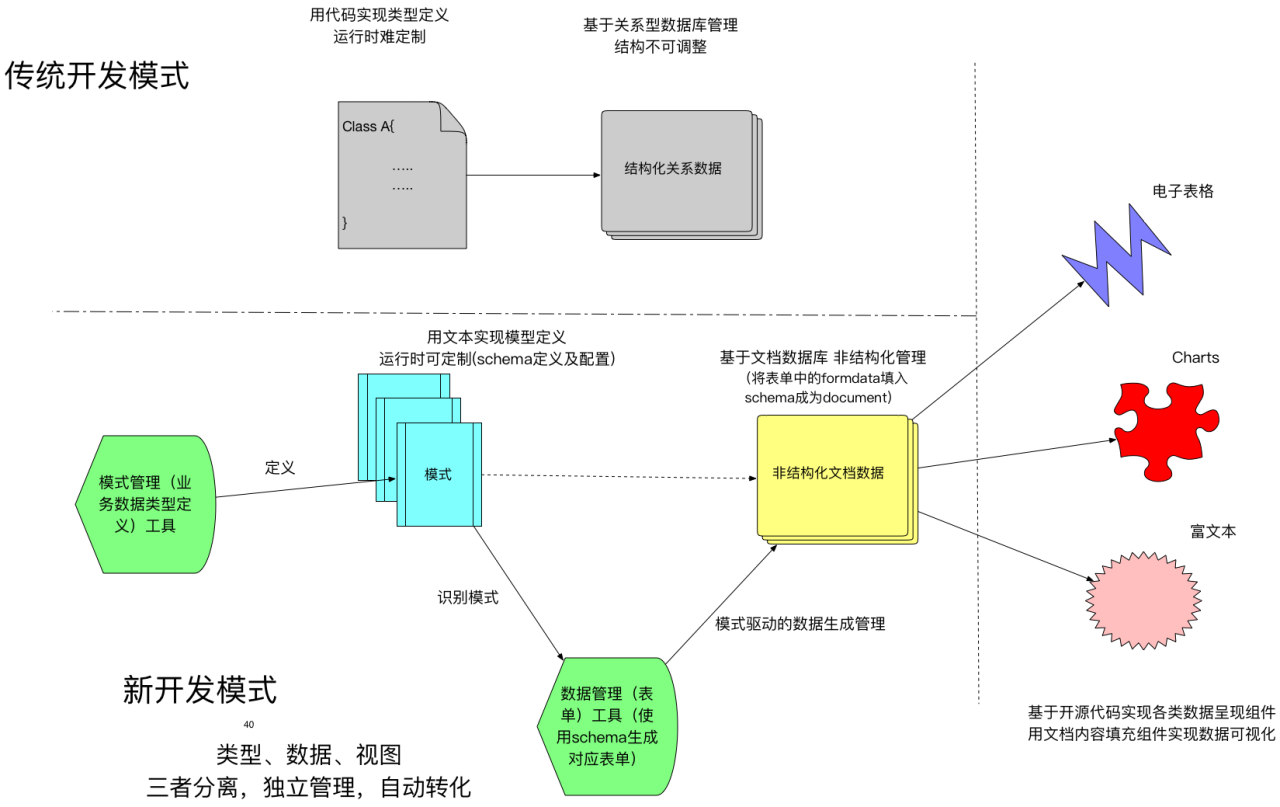 用代码实现类型定义
运行时难定制
基于关系型数据库管理
结构不可调整
传统开发模式
Class A{
.....
.....
}
结构化关系数据
电子表格
用文本实现模型定义
运行时可定制(schema定义及配置)
基于文档数据库 非结构化管理
（将表单中的formdata填入
schema成为document）
Charts
模式管理（业
务数据类型定
义）工具
定义
模式
非结构化文档数据
富文本
识别模式
模式驱动的数据生成管理
新开发模式
40
类型、数据、视图
三者分离，独立管理，自动转化
数据管理（表
单）工具（使
用schema生成
对应表单）
基于开源代码实现各类数据呈现组件
用文档内容填充组件实现数据可视化